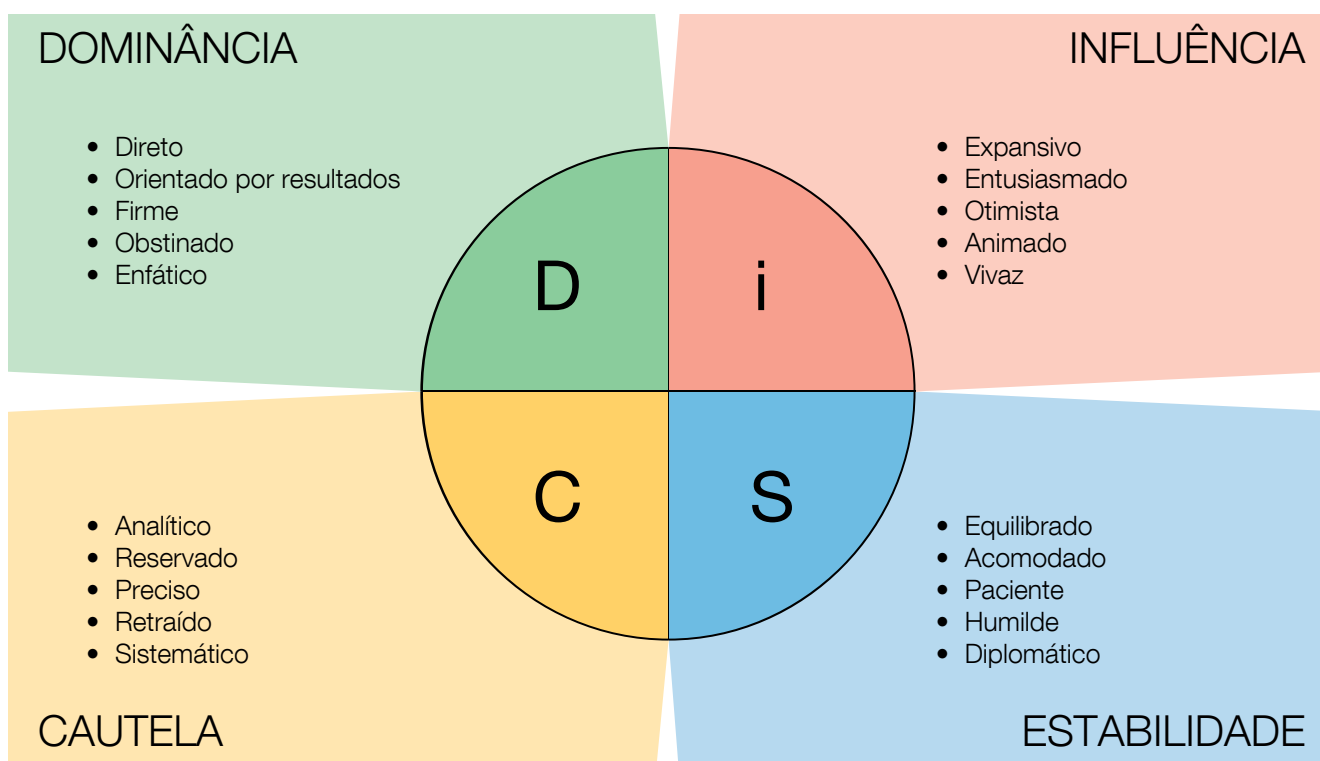 DOMINÂNCIA
Direto
Orientado por resultados
Firme
Obstinado
Enfático
INFLUÊNCIA
Expansivo
Entusiasmado
Otimista
Animado
Vivaz
D
i
C
S
Analítico
Reservado
Preciso
Retraído
Sistemático
CAUTELA
Equilibrado
Acomodado
Paciente
Humilde
Diplomático
ESTABILIDADE